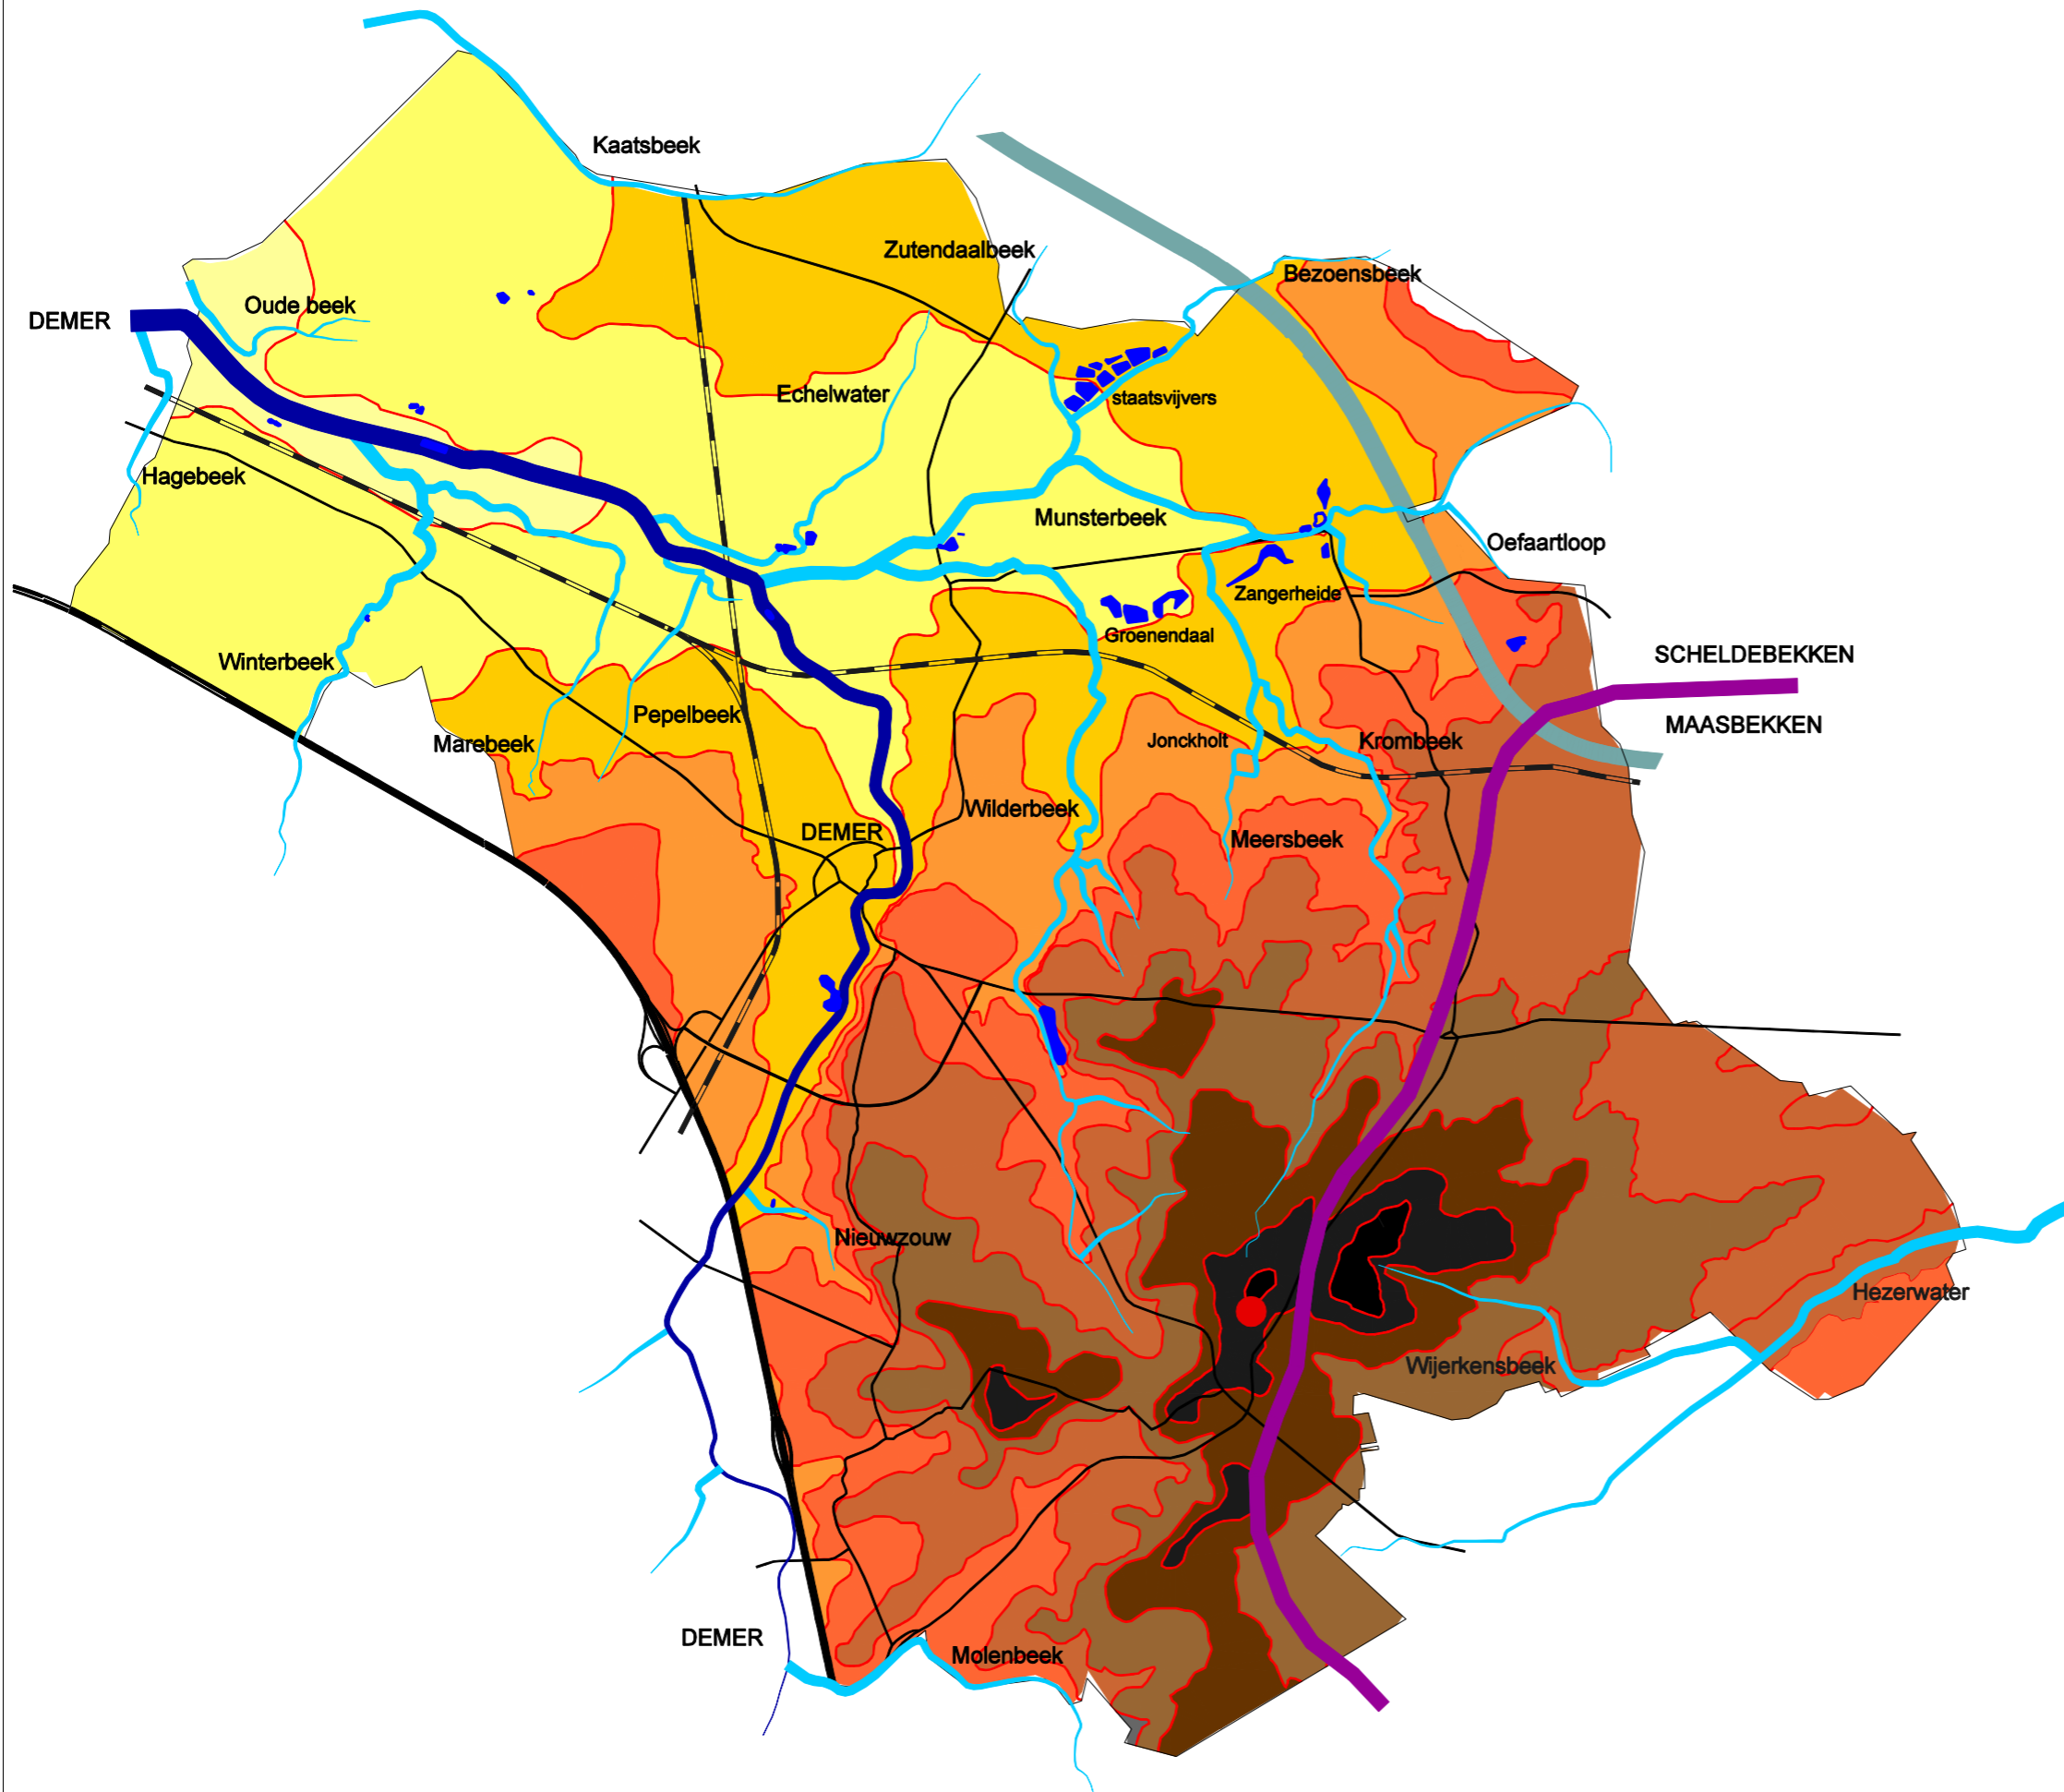 Kaatsbeek
Zutendaalbeek
Bezoensbeek
Oude beek
DEMER
Echelwater
staatsvijvers
Hagebeek
Munsterbeek
Oefaartloop
Zangerheide
Groenendaal
SCHELDEBEKKEN
Winterbeek
Pepelbeek
MAASBEKKEN
Marebeek
Jonckholt
Krombeek
Wilderbeek
DEMER
Meersbeek
Nieuwzouw
Hezerwater
Wijerkensbeek
DEMER
Molenbeek